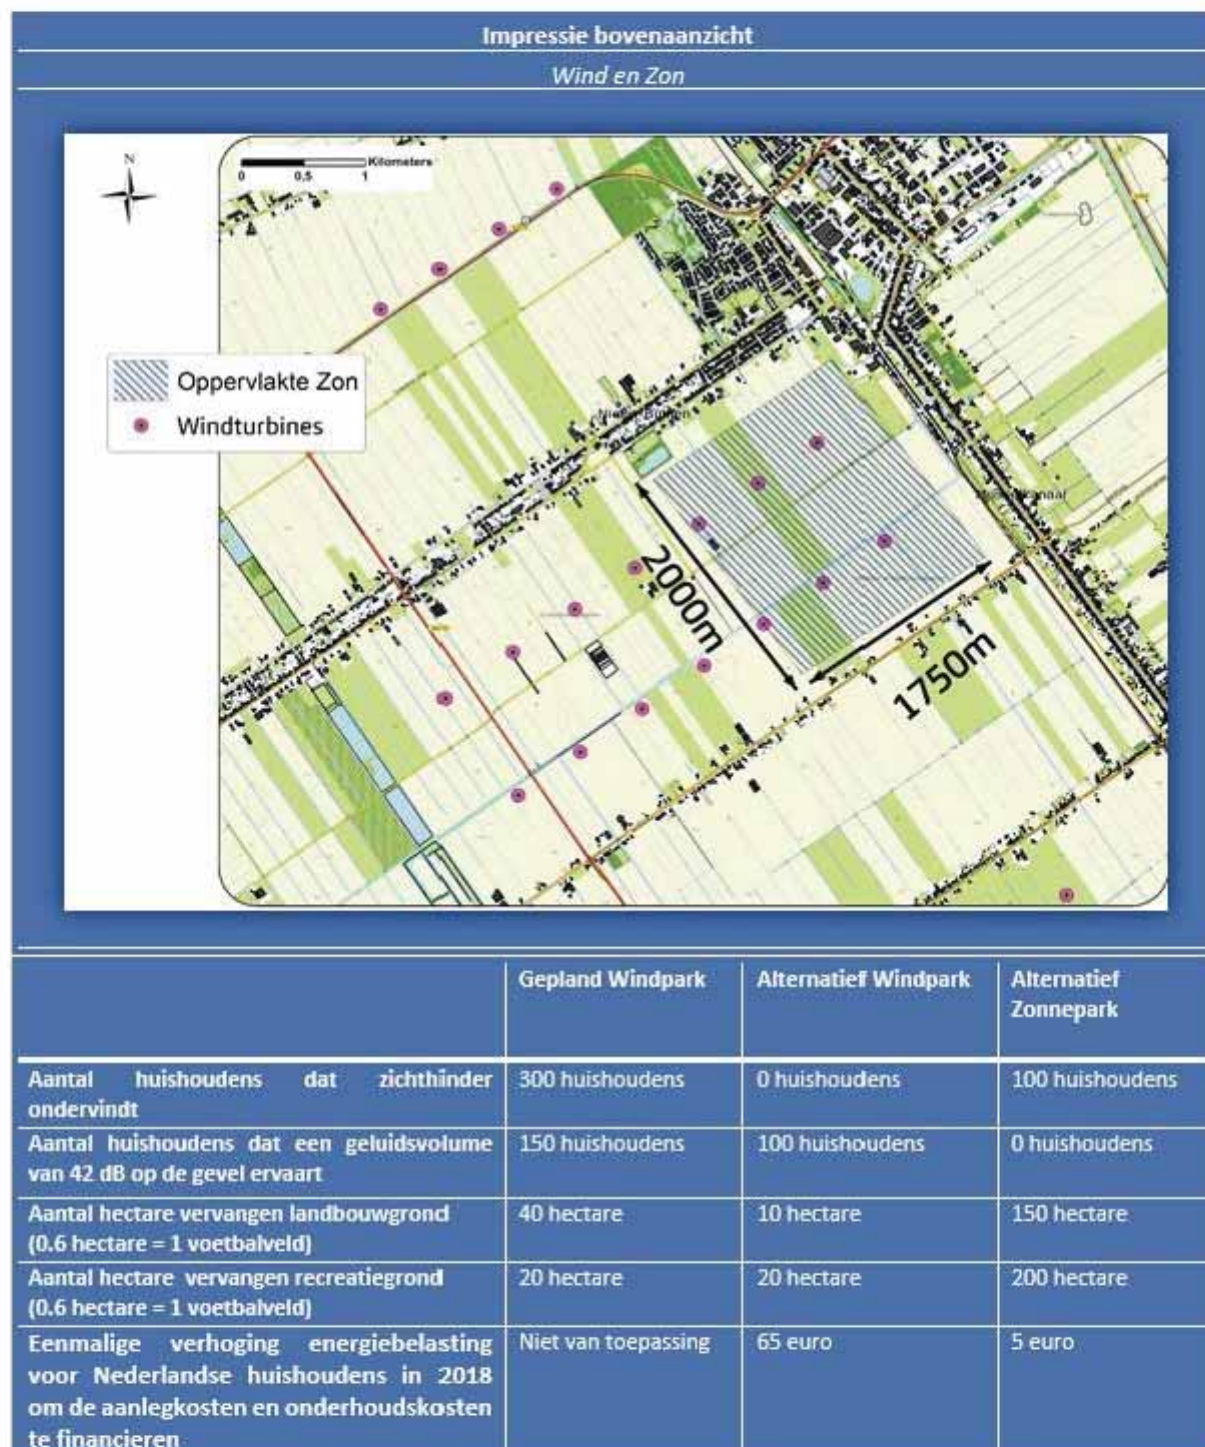 Impressie bovenaanzicht
Wind en Zon
N
Kilometers
0 0,5 1
Oppervlakte Zon
Windturbines
2000m
1750m
Gepland Windpark Alternatief Windpark Alternatief
Zonnepark
Aantal huishoudens dat zichthinder
ondervindt
300 huishoudens 0 huishoudens 100 huishoudens
Aantal huishoudens dat een geluidsvolume
van 42 dB op de gevel ervaart
150 huishoudens 100 huishoudens 0 huishoudens
Aantal hectare vervangen landbouwgrond
(0.6 hectare = 1 voetbalveld)
40 hectare 10 hectare 150 hectare
Aantal hectare vervangen recreatiegrond
(0.6 hectare = 1 voetbalveld)
20 hectare 20 hectare 200 hectare
Eenmalige verhoging energiebelasting
voor Nederlandse huishoudens in 2018
om de aanlegkosten en onderhoudskosten
te financieren
Niet van toepassing 65 euro 5 euro